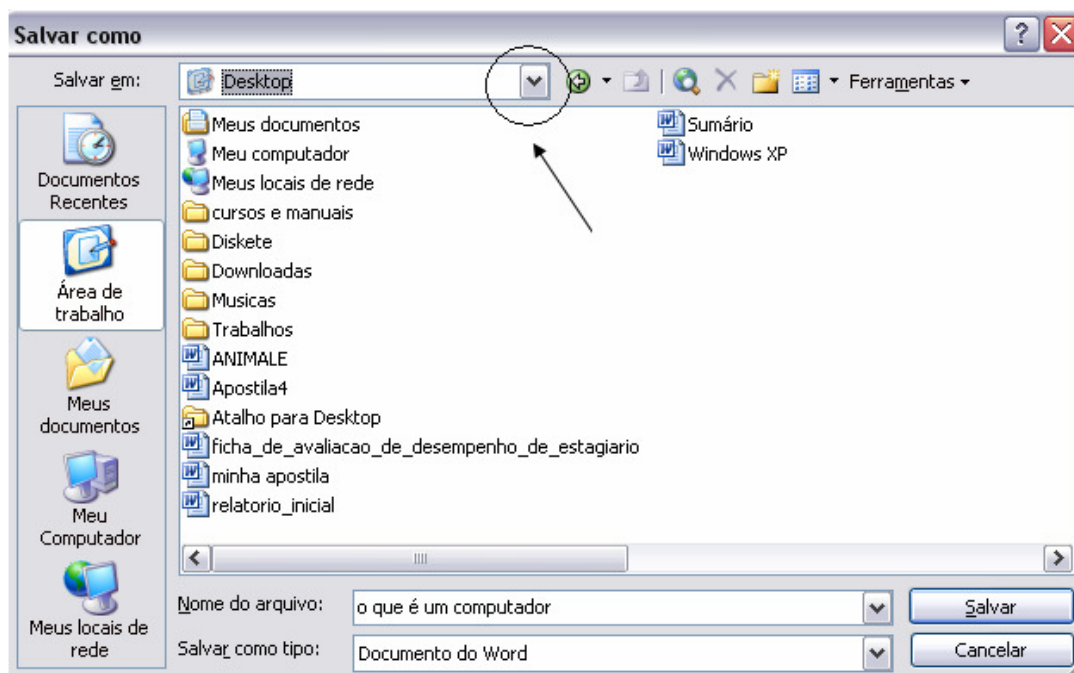 Salvar como
Salvar em:
Desktop
Ferramentas
Documentos
Recentes
Área de
trabalho
Meus
documentos
Meu
Computador
Meus locais de
rede
Meus documentos
Meu computador
Meus locais de rede
cursos e manuais
Diskete
Downloadas
Musicas
Trabalhos
ANIMALE
Apostila4
Atalho para Desktop
ficha_de_avaliacao_de_desempenho_de_estagiario
minha apostila
relatorio_inicial
Sumário
Windows XP
Nome do arquivo:
o que é um computador
Salvar
Salvar como tipo:
Documento do Word
Cancelar